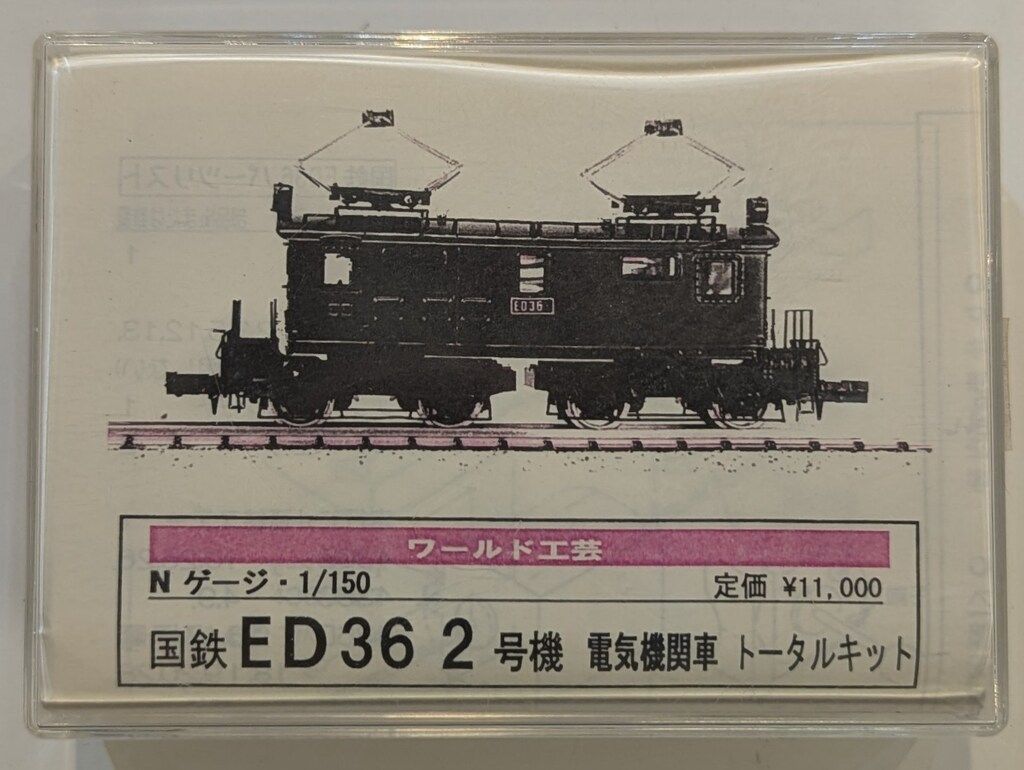 ED36
ワールド工芸
N ゲージ・1/150 定価 ¥11,000
国鉄 ED36 2 号機 電気機関車 トータルキット